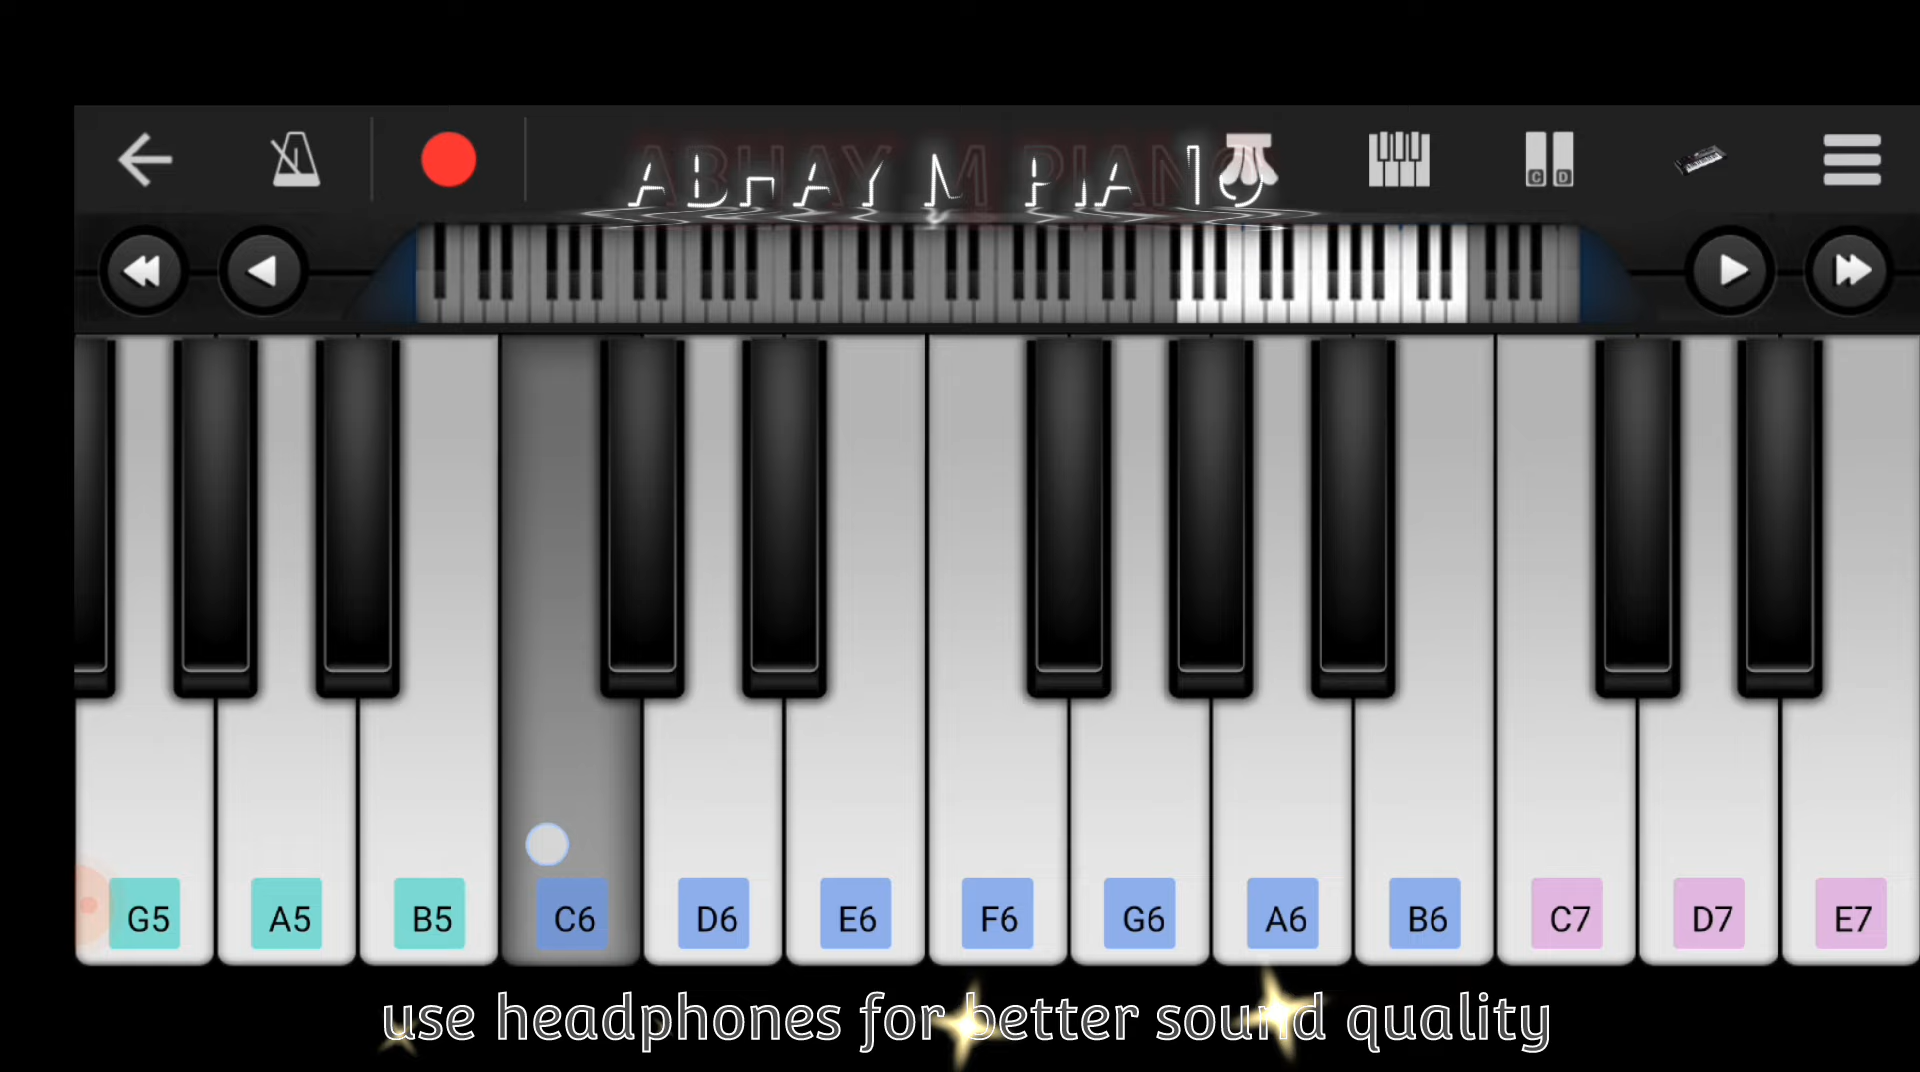 ABHAY M PIANO
C D
G5 A5 B5 C6 D6 E6 F6 G6 A6 B6 C7 D7 E7
use headphones for better sound quality